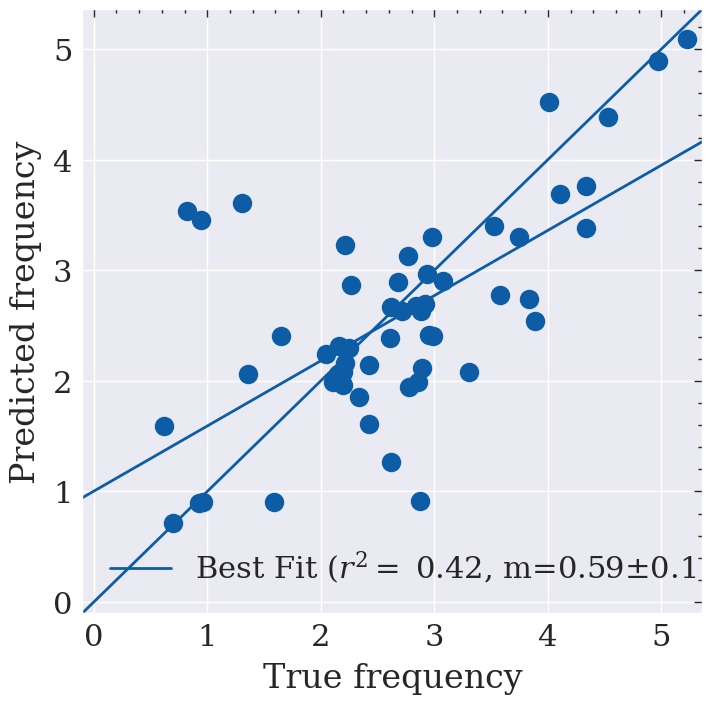 5
4
3
2
1
0
Predicted frequency
Best Fit (r² = 0.42, m=0.59±0.1
0 1 2 3 4 5
True frequency